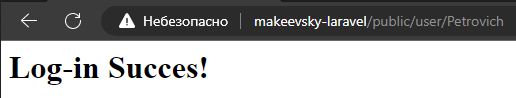 Небезопасно makeevsky-laravel/public/user/Petrovich
Log-in Succes!